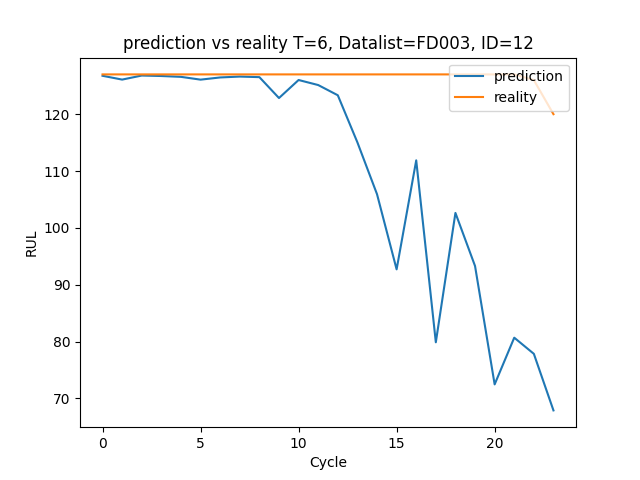 prediction vs reality T=6, Datalist=FD003, ID=12
prediction
reality
120
110
100
90
80
70
RUL
0 5 10 15 20
Cycle